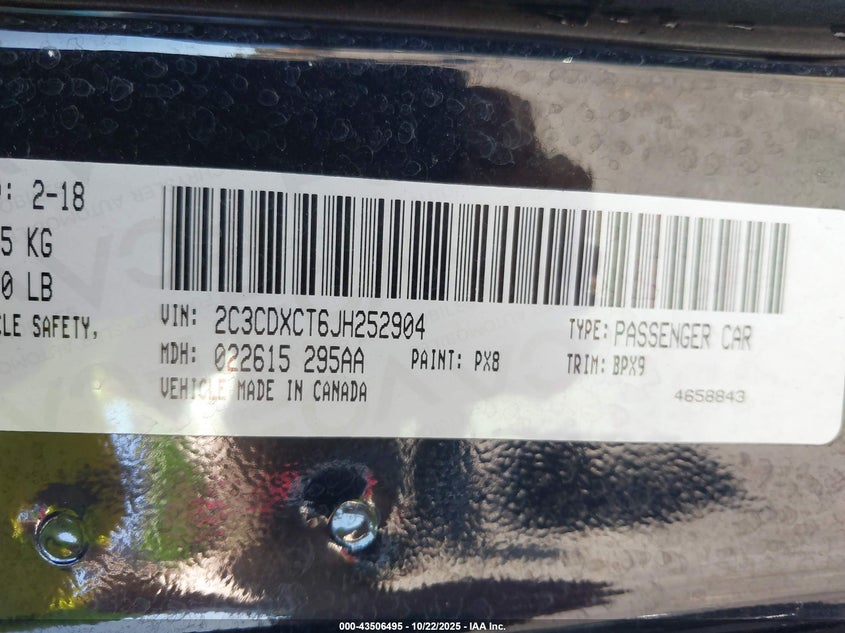 : 2-18
5 KG
0 LB
CLE SAFETY,
VIN: 2C3CDXCT6JH252904
TYPE: PASSENGER CAR
MDH: 022615 295AA
PAINT: PX8
TRIM: BPX9
VEHICLE MADE IN CANADA
4658843
000-43506495 - 10/22/2025 - IAA Inc.